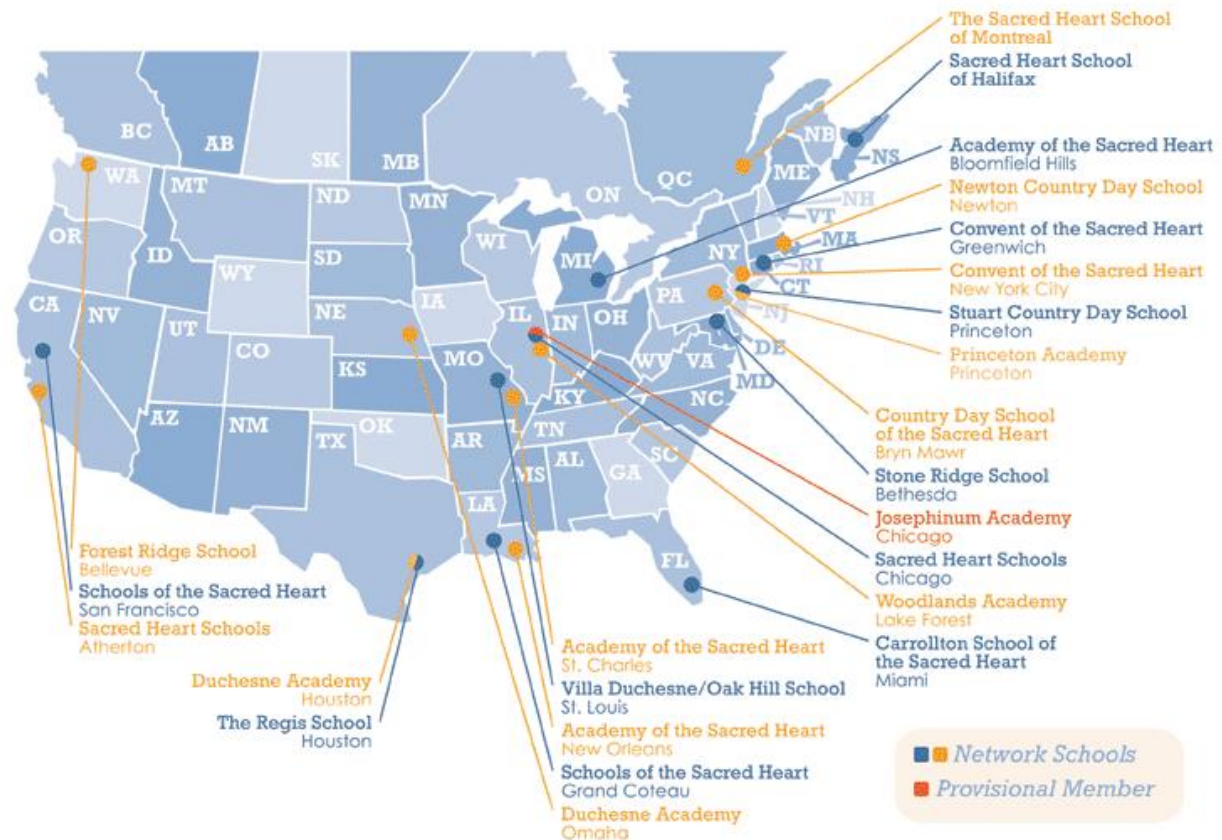 The Sacred Heart School
of Montreal
Sacred Heart School
of Halifax
Academy of the Sacred Heart
Bloomfield Hills
Newton Country Day School
Newton
Convent of the Sacred Heart
Greenwich
Convent of the Sacred Heart
New York City
Stuart Country Day School
Princeton
Princeton Academy
Princeton
Country Day School
of the Sacred Heart
Bryn Mawr
Stone Ridge School
Bethesda
Josephinum Academy
Chicago
Sacred Heart Schools
Chicago
Woodlands Academy
Lake Forest
Carrollton School of
the Sacred Heart
Miami
BC
AB
SK
MB
ON
QC
NB
NS
ME
NH
VT
MA
RI
CT
NY
NJ
PA
DE
MD
WA
MT
ND
MN
OR
ID
WY
SD
WI
MI
CA
NV
UT
CO
NE
IA
IL
IN
OH
WV
VA
KS
MO
KY
NC
AZ
NM
TX
OK
AR
TN
SC
MS
AL
GA
LA
FL
Forest Ridge School
Bellevue
Schools of the Sacred Heart
San Francisco
Sacred Heart Schools
Atherton
Duchesne Academy
Houston
The Regis School
Houston
Academy of the Sacred Heart
St. Charles
Villa Duchesne/Oak Hill School
St. Louis
Academy of the Sacred Heart
New Orleans
Schools of the Sacred Heart
Grand Coteau
Duchesne Academy
Omaha
Network Schools
Provisional Member